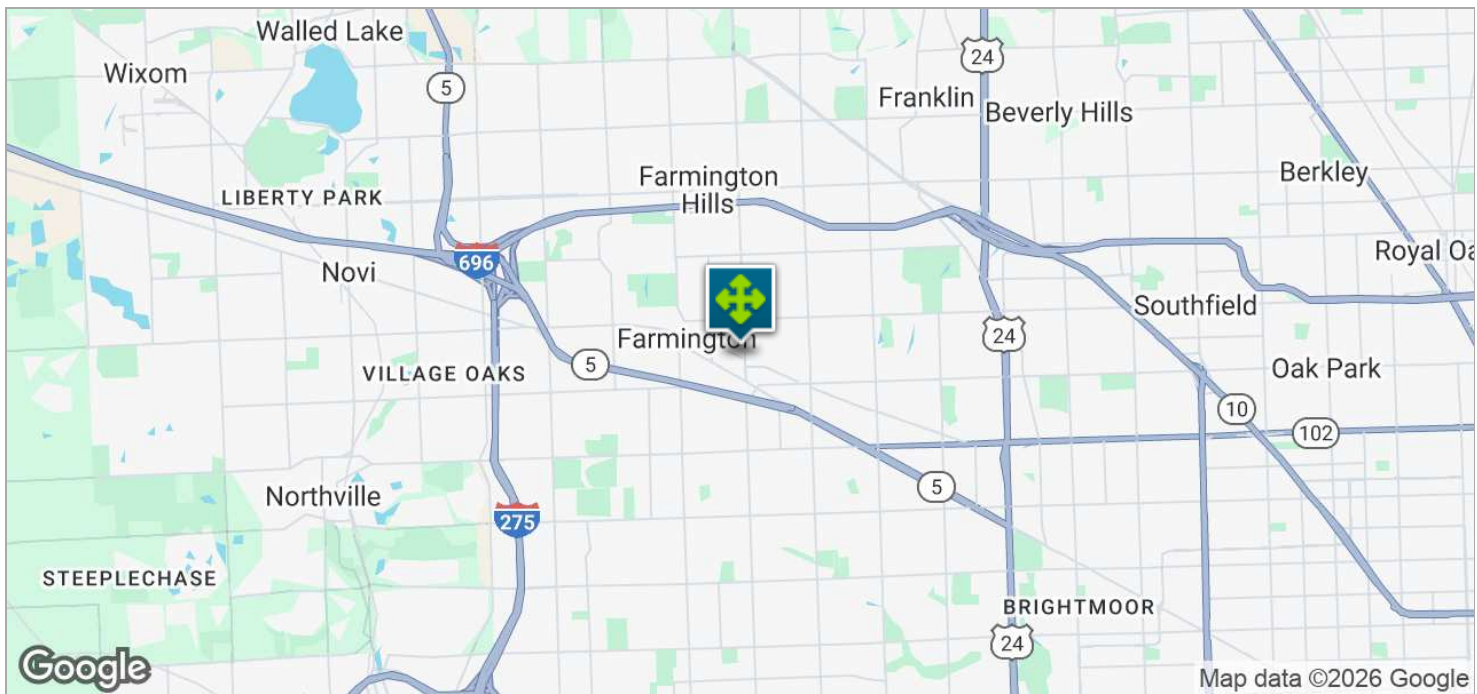 Walled Lake
Wixom
5
24
Franklin
Beverly Hills
Berkley
LIBERTY PARK
Farmington
Hills
696
Novi
Royal Oa
Southfield
24
Farmington
5
VILLAGE OAKS
Oak Park
10
102
Northville
5
275
STEEPLECHASE
BRIGHTMOOR
24
Google
Map data ©2026 Google